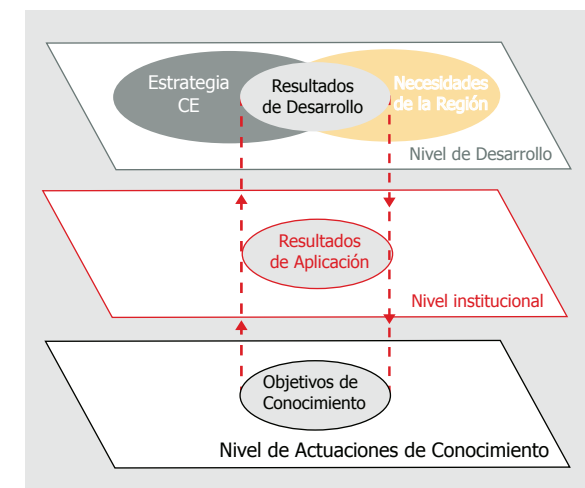 Estrategia
CE
Resultados
de Desarrollo
Necesidades
de la Región
Nivel de Desarrollo
Resultados
de Aplicación
Nivel institucional
Objetivos de
Conocimiento
Nivel de Actuaciones de Conocimiento